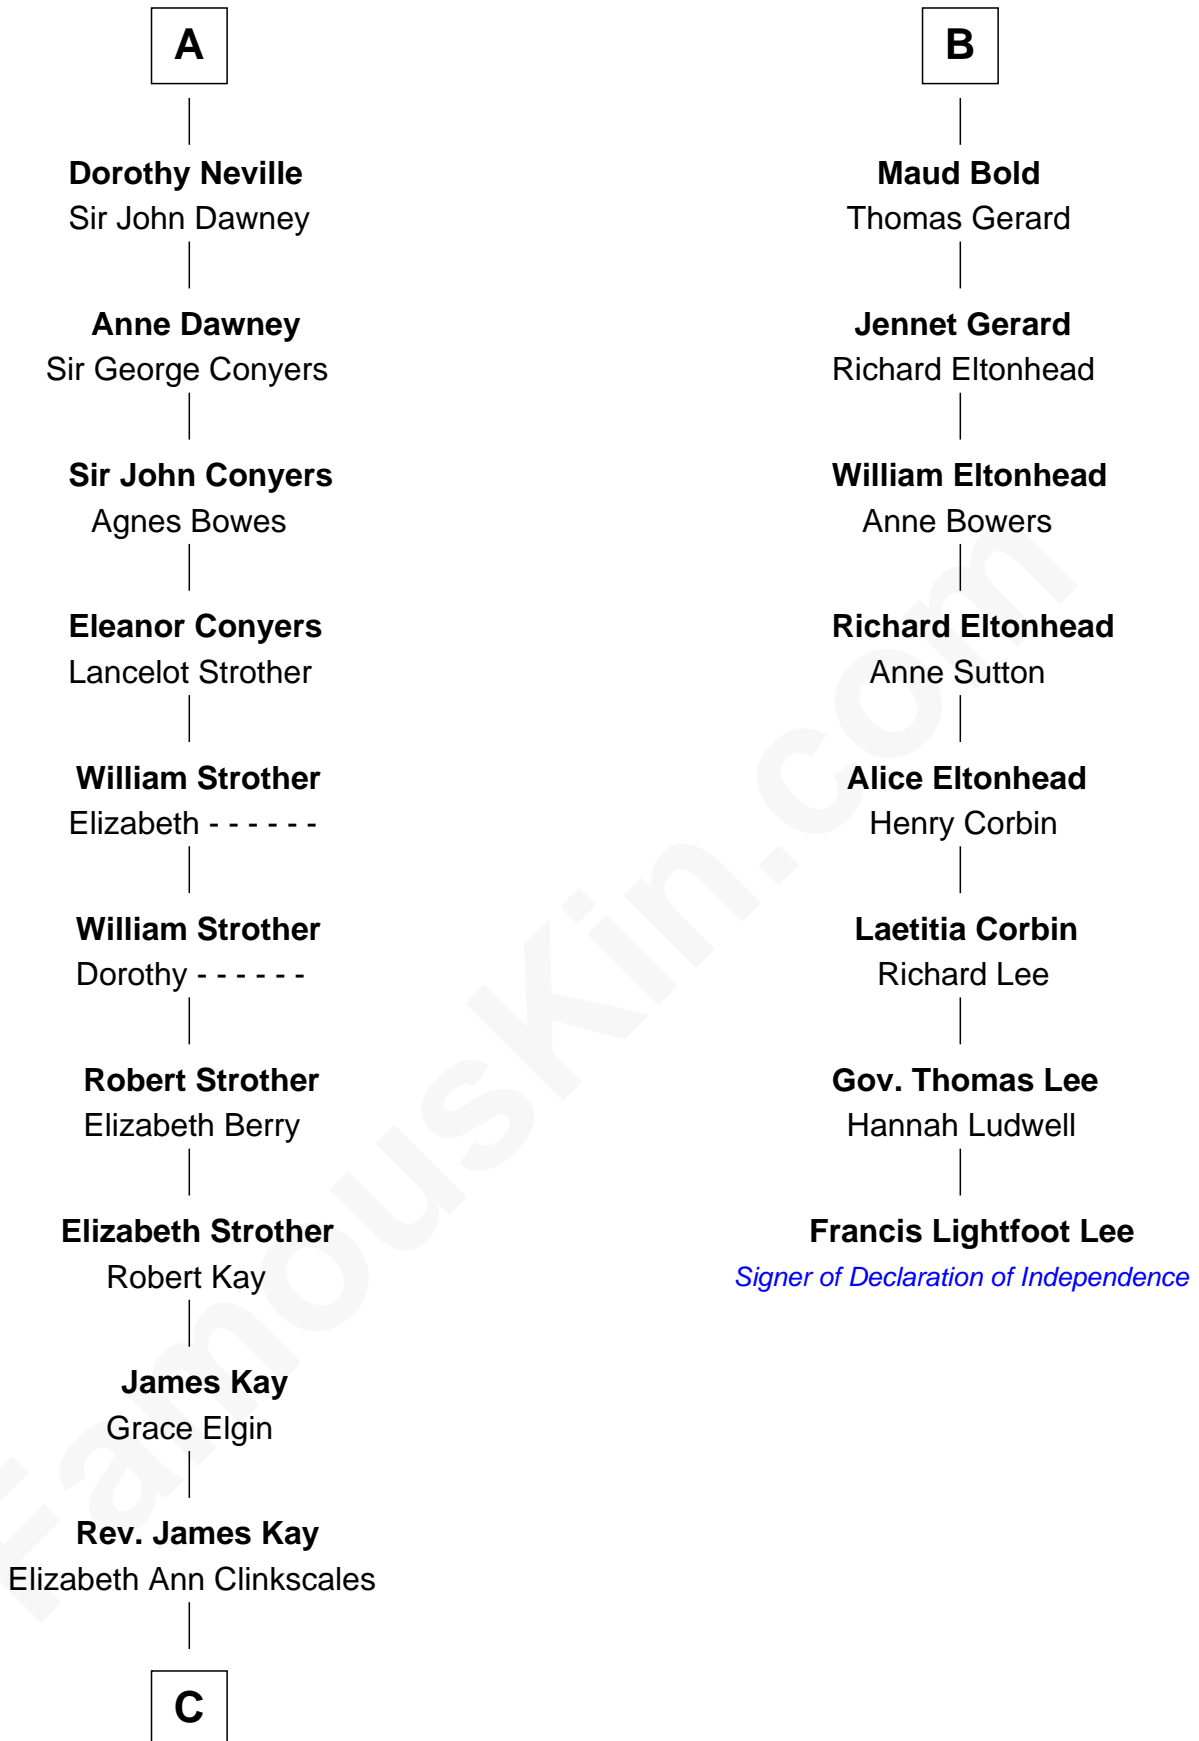 A
Dorothy Neville
Sir John Dawney
Anne Dawney
Sir George Conyers
Sir John Conyers
Agnes Bowes
Eleanor Conyers
Lancelot Strother
William Strother
Elizabeth - - - - - -
William Strother
Dorothy - - - - - -
Robert Strother
Elizabeth Berry
Elizabeth Strother
Robert Kay
James Kay
Grace Elgin
Rev. James Kay
Elizabeth Ann Clinkscales
C
B
Maud Bold
Thomas Gerard
Jennet Gerard
Richard Eltonhead
William Eltonhead
Anne Bowers
Richard Eltonhead
Anne Sutton
Alice Eltonhead
Henry Corbin
Laetitia Corbin
Richard Lee
Gov. Thomas Lee
Hannah Ludwell
Francis Lightfoot Lee
Signer of Declaration of Independence
FamousKin.com